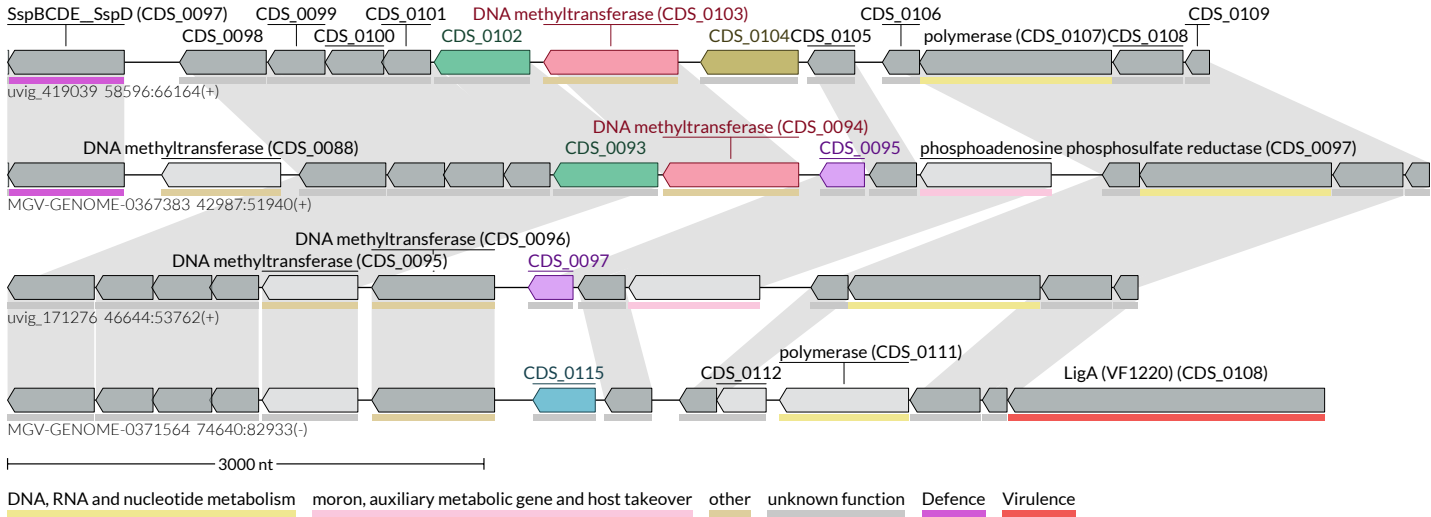 SspBCDE__SspD (CDS_0097) CDS_0099 CDS_0101 DNA methyltransferase (CDS_0103) CDS_0106 CDS_0109
CDS_0098 CDS_0100 CDS_0102 CDS_0104 CDS_0105 polymerase (CDS_0107) CDS_0108
uvig_419039 58596:66164(+)
DNA methyltransferase (CDS_0094)
DNA methyltransferase (CDS_0088) CDS_0093 CDS_0095 phosphoadenosine phosphosulfate reductase (CDS_0097)
MGV-GENOME-0367383 42987:51940(+)
DNA methyltransferase (CDS_0096)
DNA methyltransferase (CDS_0095) CDS_0097
uvig_171276 46644:53762(+)
polymerase (CDS_0111)
CDS_0115 CDS_0112 LigA (VF1220) (CDS_0108)
MGV-GENOME-0371564 74640:82933(-)
3000 nt
DNA, RNA and nucleotide metabolism moron, auxiliary metabolic gene and host takeover other unknown function Defence Virulence